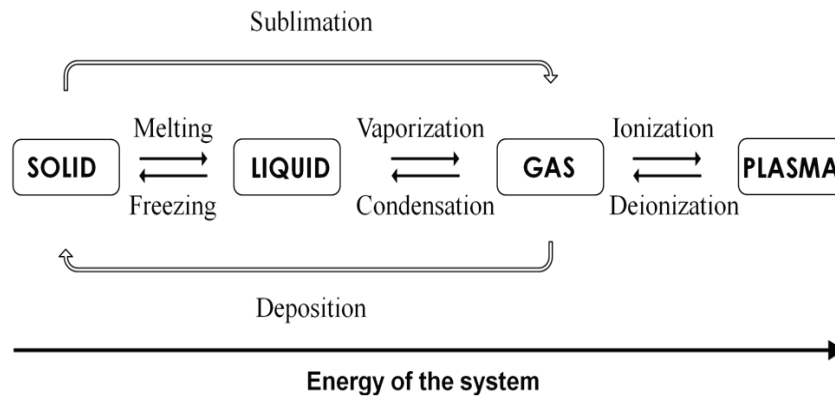 Sublimation
Melting Vaporization Ionization
SOLID LIQUID GAS PLASMA
Freezing Condensation Deionization
Deposition
Energy of the system